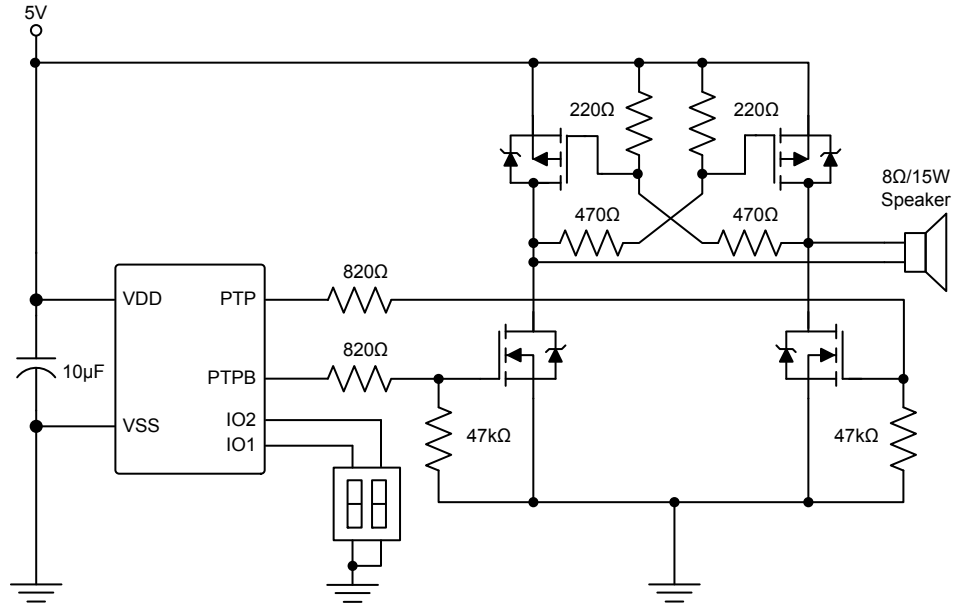 5V
220Ω
220Ω
8Ω/15W
Speaker
470Ω
470Ω
820Ω
VDD
PTP
820Ω
10µF
PTPB
VSS
IO2
IO1
47kΩ
47kΩ